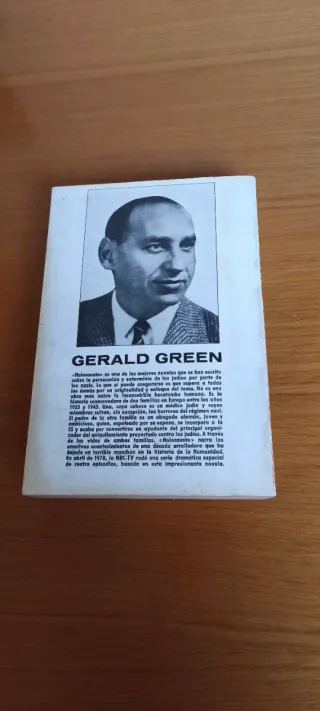 GERALD GREEN
«Holocausto» es una de las mejores novelas que se han escrito
sobre la persecución y exterminio de los judíos por parte de
los nazis. Lo que sí puede asegurarse es que supera a todas
las demás por su originalidad y enfoque del tema. No es una
obra más sobre la inconcebible hecatombe humana. Es la
historia conmovedora de dos familias en Europa entre los años
1935 y 1945. Una, cuya cabeza es un médico judío y cuyos
miembros sufren, sin excepción, los horrores del régimen nazi.
El padre de la otra familia es un abogado alemán, joven y
ambicioso, quien, espoleado por su esposa, se incorpora a la
SS y acaba por convertirse en ayudante del principal organi-
zador del aniquilamiento proyectado contra los judíos. A través
de las vidas de ambas familias, «Holocausto» narra los
emotivos acontecimientos de una década arrolladora que ha
dejado un terrible manchón en la historia de la Humanidad.
En abril de 1978, la NBC-TV rodó una serie dramática especial
de cuatro episodios, basada en esta impresionante novela.